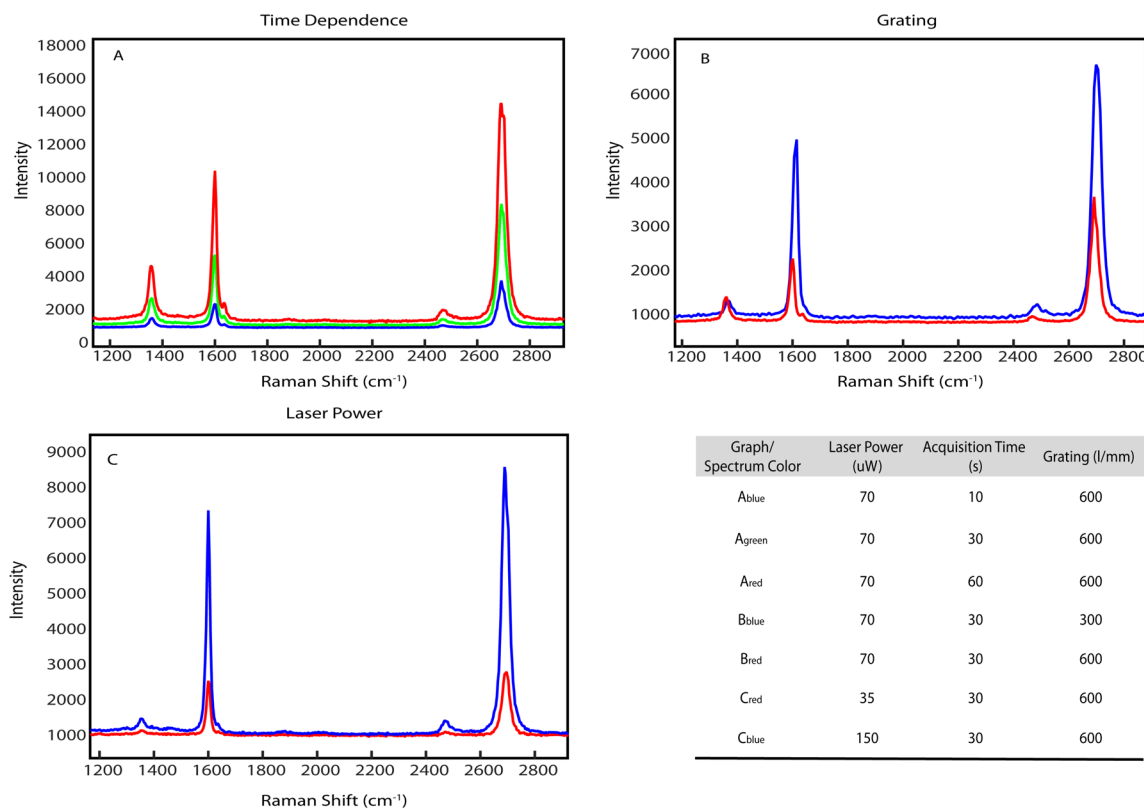 Time Dependence
A
18000
16000
14000
12000
10000
8000
6000
4000
2000
0
Intensity
1200 1600 2000 2400 2800
Raman Shift (cm⁻¹)
Grating
B
7000
6000
5000
4000
3000
2000
1000
Intensity
1200 1400 1600 1800 2000 2200 2400 2600 2800
Raman Shift (cm⁻¹)
Laser Power
C
9000
8000
7000
6000
5000
4000
3000
2000
1000
Intensity
1200 1400 1600 1800 2000 2200 2400 2600 2800
Raman Shift (cm⁻¹)
Graph/ Laser Power Acquisition Time Grating (l/mm)
Spectrum Color (uW) (s)
Ablue 70 10 600
Agreen 70 30 600
Ared 70 60 600
Bblue 70 30 300
Bred 70 30 600
Cred 35 30 600
Cblue 150 30 600